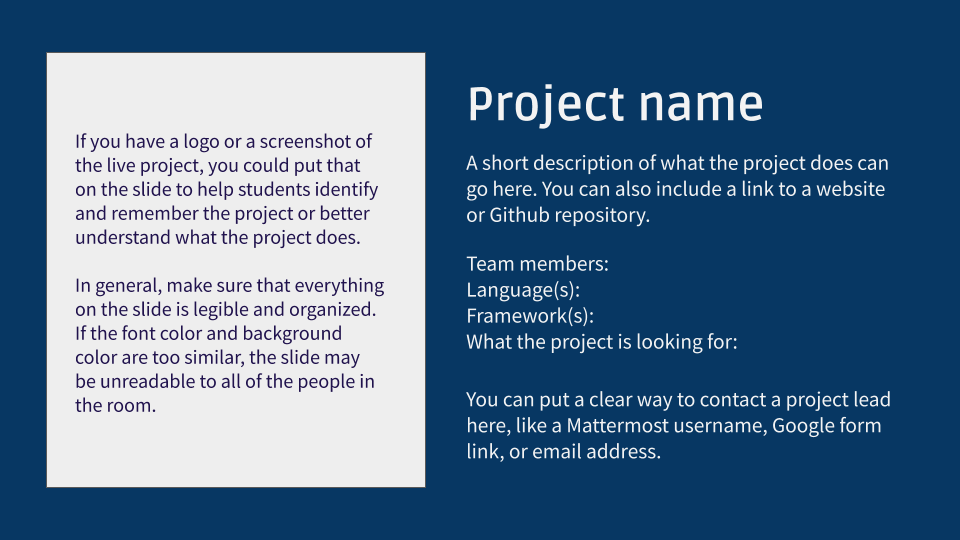 If you have a logo or a screenshot of
the live project, you could put that
on the slide to help students identify
and remember the project or better
understand what the project does.
In general, make sure that everything
on the slide is legible and organized.
If the font color and background
color are too similar, the slide may
be unreadable to all of the people in
the room.
Project name
A short description of what the project does can
go here. You can also include a link to a website
or Github repository.
Team members:
Language(s):
Framework(s):
What the project is looking for:
You can put a clear way to contact a project lead
here, like a Mattermost username, Google form
link, or email address.